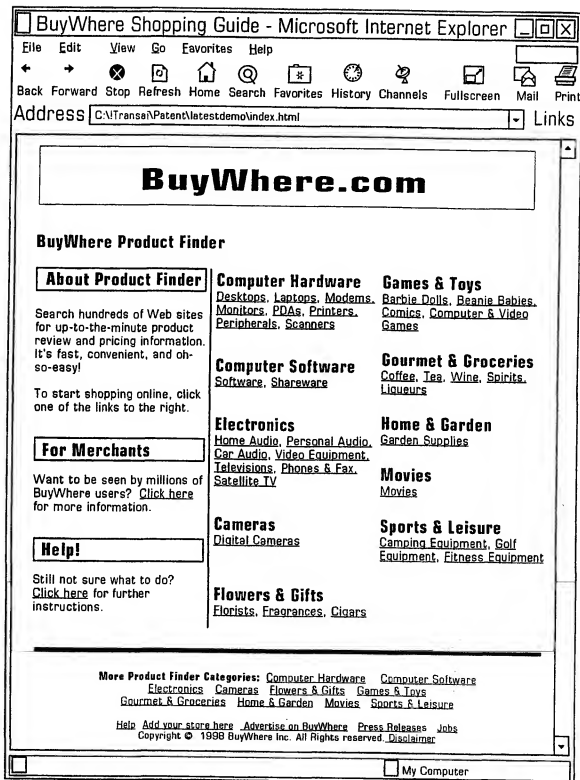 BuyWhere Shopping Guide - Microsoft Internet Explorer
File Edit View Go Favorites Help
Back Forward Stop Refresh Home Search Favorites History Channels Fullscreen Mail Print
Address C:\!Transai\Patent\latestdemo\index.html Links
BuyWhere.com
BuyWhere Product Finder
About Product Finder
Search hundreds of Web sites
for up-to-the-minute product
review and pricing information.
It's fast, convenient, and oh-
so-easy!
To start shopping online, click
one of the links to the right.
For Merchants
Want to be seen by millions of
BuyWhere users? Click here
for more information.
Help!
Still not sure what to do?
Click here for further
instructions.
Computer Hardware
Desktops, Laptops, Modems,
Monitors, PDAs, Printers,
Peripherals, Scanners
Computer Software
Software, Shareware
Electronics
Home Audio, Personal Audio,
Car Audio, Video Equipment,
Televisions, Phones & Fax,
Satellite TV
Cameras
Digital Cameras
Flowers & Gifts
Florists, Fragrances, Cigars
Games & Toys
Barbie Dolls, Beanie Babies,
Comics, Computer & Video
Games
Gourmet & Groceries
Coffee, Tea, Wine, Spirits,
Liqueurs
Home & Garden
Garden Supplies
Movies
Movies
Sports & Leisure
Camping Equipment, Golf
Equipment, Fitness Equipment
More Product Finder Categories: Computer Hardware Computer Software
Electronics Cameras Flowers & Gifts Games & Toys
Gourmet & Groceries Home & Garden Movies Sports & Leisure
Help Add your store here Advertise on BuyWhere Press Releases Jobs
Copyright © 1998 BuyWhere Inc. All Rights reserved. Disclaimer
My Computer